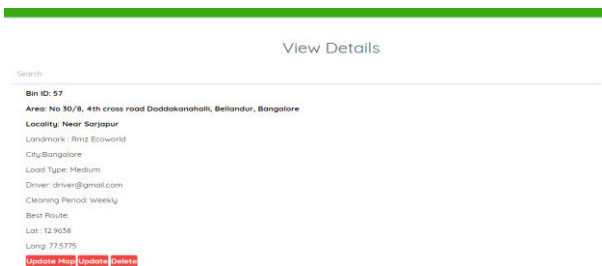 View Details
Search
Bin ID: 57
Area: No 30/8, 4th cross road Doddakanahalli, Bellandur, Bangalore
Locality: Near Sarjapur
Landmark : Rmz Ecoworld
City:Bangalore
Load Type: Medium
Driver: driver@gmail.com
Cleaning Period: Weekly
Best Route:
Lat : 12.9638
Long: 77.5775
Update Map Update Delete